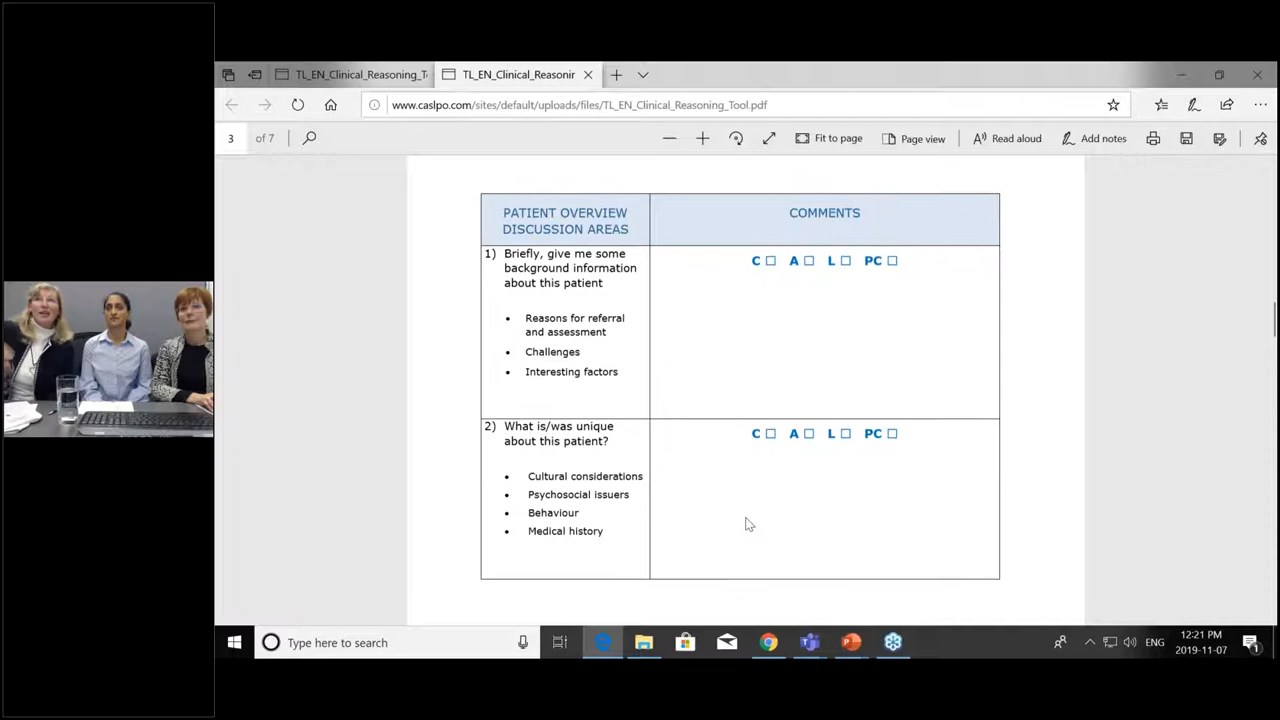 TL_EN_Clinical_Reasoning_T
TL_EN_Clinical_Reasonir
www.caslpo.com/sites/default/uploads/files/TL_EN_Clinical_Reasoning_Tool.pdf
3 of 7
Fit to page
Page view
Read aloud
Add notes
PATIENT OVERVIEW
DISCUSSION AREAS
COMMENTS
1) Briefly, give me some
background information
about this patient
C ☐ A ☐ L ☐ PC ☐
• Reasons for referral
and assessment
• Challenges
• Interesting factors
2) What is/was unique
about this patient?
C ☐ A ☐ L ☐ PC ☐
• Cultural considerations
• Psychosocial issuers
• Behaviour
• Medical history
Type here to search
ENG
12:21 PM
2019-11-07
1